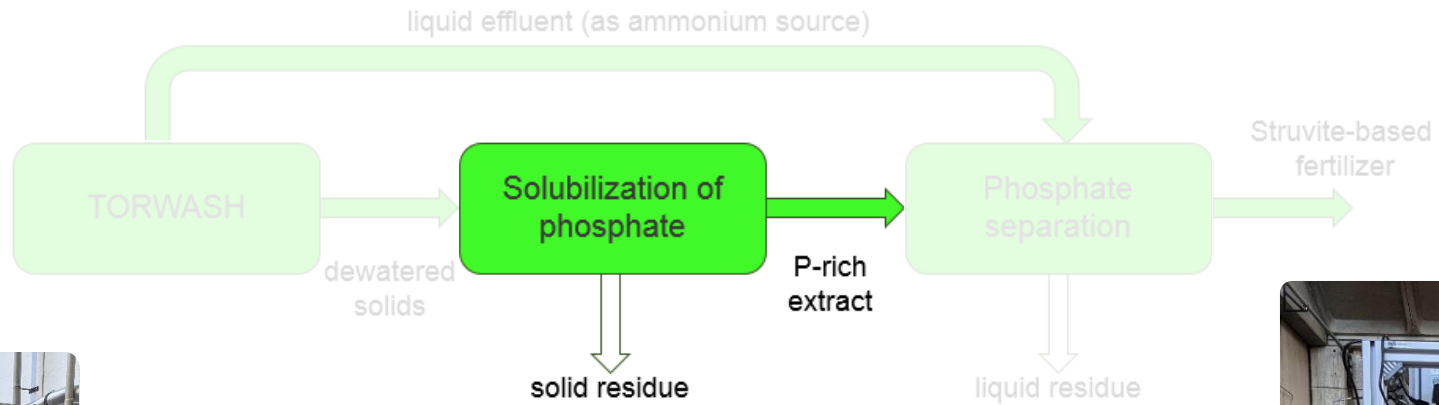 liquid effluent (as ammonium source)
TORWASH
dewatered
solids
Solubilization of
phosphate
P-rich
extract
solid residue
Phosphate
separation
liquid residue
Struvite-based
fertilizer